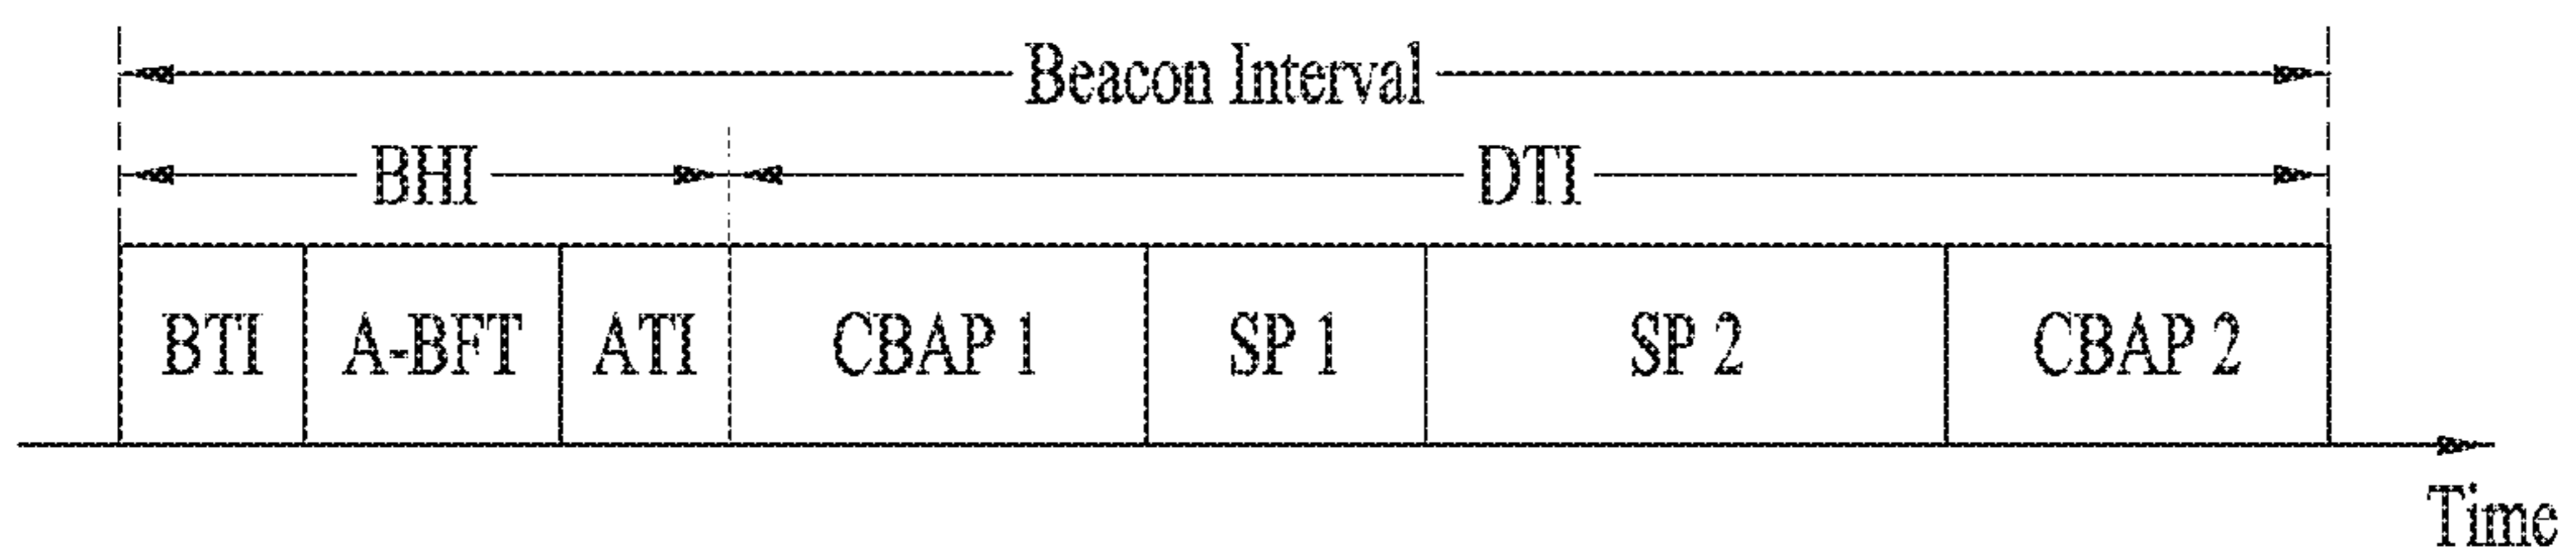 Beacon Interval
BHI DTI
BTI A-BFT ATI CBAP 1 SP 1 SP 2 CBAP 2
Time